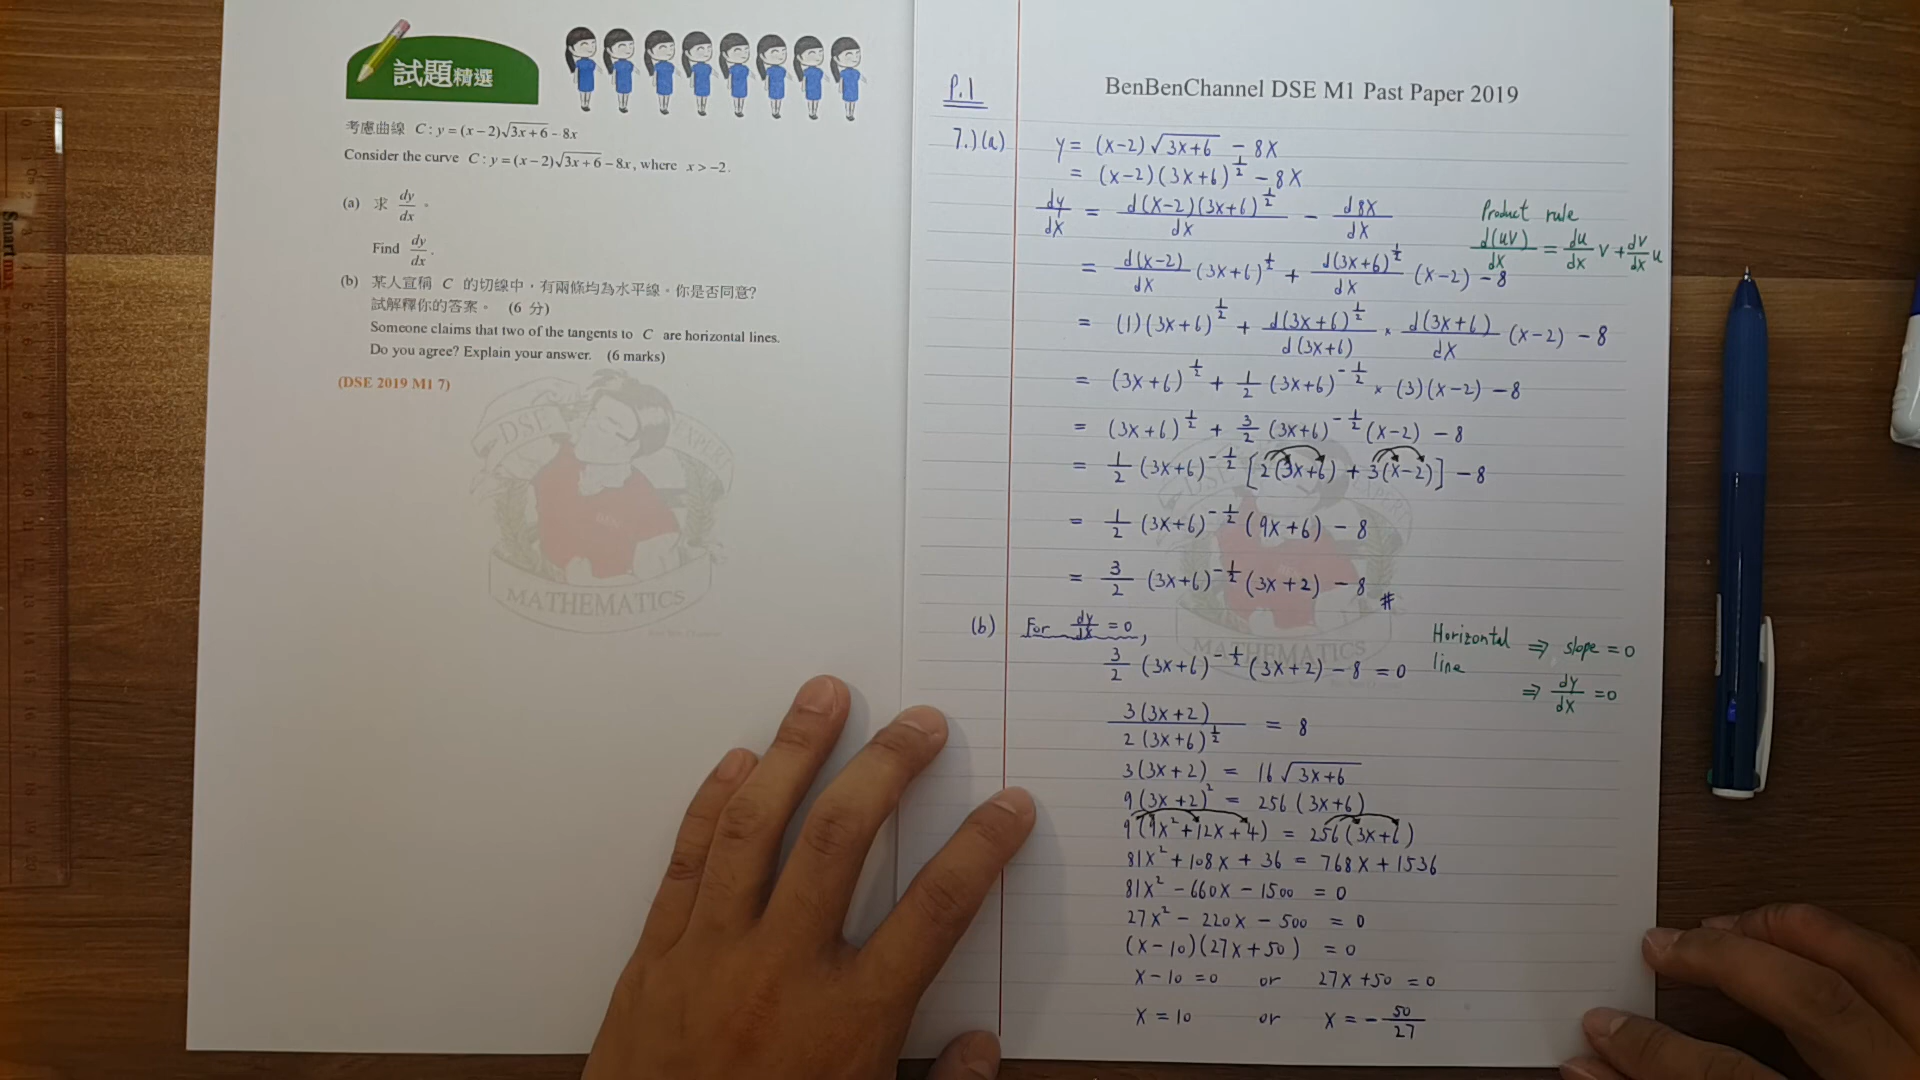 試題精選
考慮曲線 C : y = (x − 2)√(3x + 6) − 8x
Consider the curve C : y = (x − 2)√(3x + 6) − 8x, where x > −2.
(a) 求 dy/dx 。
Find dy/dx.
(b) 某人宣稱 C 的切線中，有兩條均為水平線。你是否同意?
試解釋你的答案。 (6 分)
Someone claims that two of the tangents to C are horizontal lines.
Do you agree? Explain your answer. (6 marks)
(DSE 2019 M1 7)
DSE EXPERT
MATHEMATICS
P.1
BenBenChannel DSE M1 Past Paper 2019
7.)(a) y = (x−2)√(3x+6) − 8x
= (x−2)(3x+6)^(1/2) − 8x
dy/dx = d(x−2)(3x+6)^(1/2)/dx − d8x/dx
Product rule
d(uv)/dx = du/dx v + dv/dx u
= d(x−2)/dx (3x+6)^(1/2) + d(3x+6)^(1/2)/dx (x−2) − 8
= (1)(3x+6)^(1/2) + d(3x+6)^(1/2)/d(3x+6) × d(3x+6)/dx (x−2) − 8
= (3x+6)^(1/2) + 1/2 (3x+6)^(−1/2) × (3)(x−2) − 8
= (3x+6)^(1/2) + 3/2 (3x+6)^(−1/2) (x−2) − 8
= 1/2 (3x+6)^(−1/2) [2(3x+6) + 3(x−2)] − 8
= 1/2 (3x+6)^(−1/2) (9x+6) − 8
= 3/2 (3x+6)^(−1/2) (3x+2) − 8 #
(b) For dy/dx = 0,
Horizontal line ⇒ slope = 0
⇒ dy/dx = 0
3/2 (3x+6)^(−1/2) (3x+2) − 8 = 0
3(3x+2)/2(3x+6)^(1/2) = 8
3(3x+2) = 16√(3x+6)
9(3x+2)² = 256(3x+6)
9(9x²+12x+4) = 256(3x+6)
81x² + 108x + 36 = 768x + 1536
81x² − 660x − 1500 = 0
27x² − 220x − 500 = 0
(x−10)(27x+50) = 0
x−10 = 0 or 27x+50 = 0
x = 10 or x = −50/27